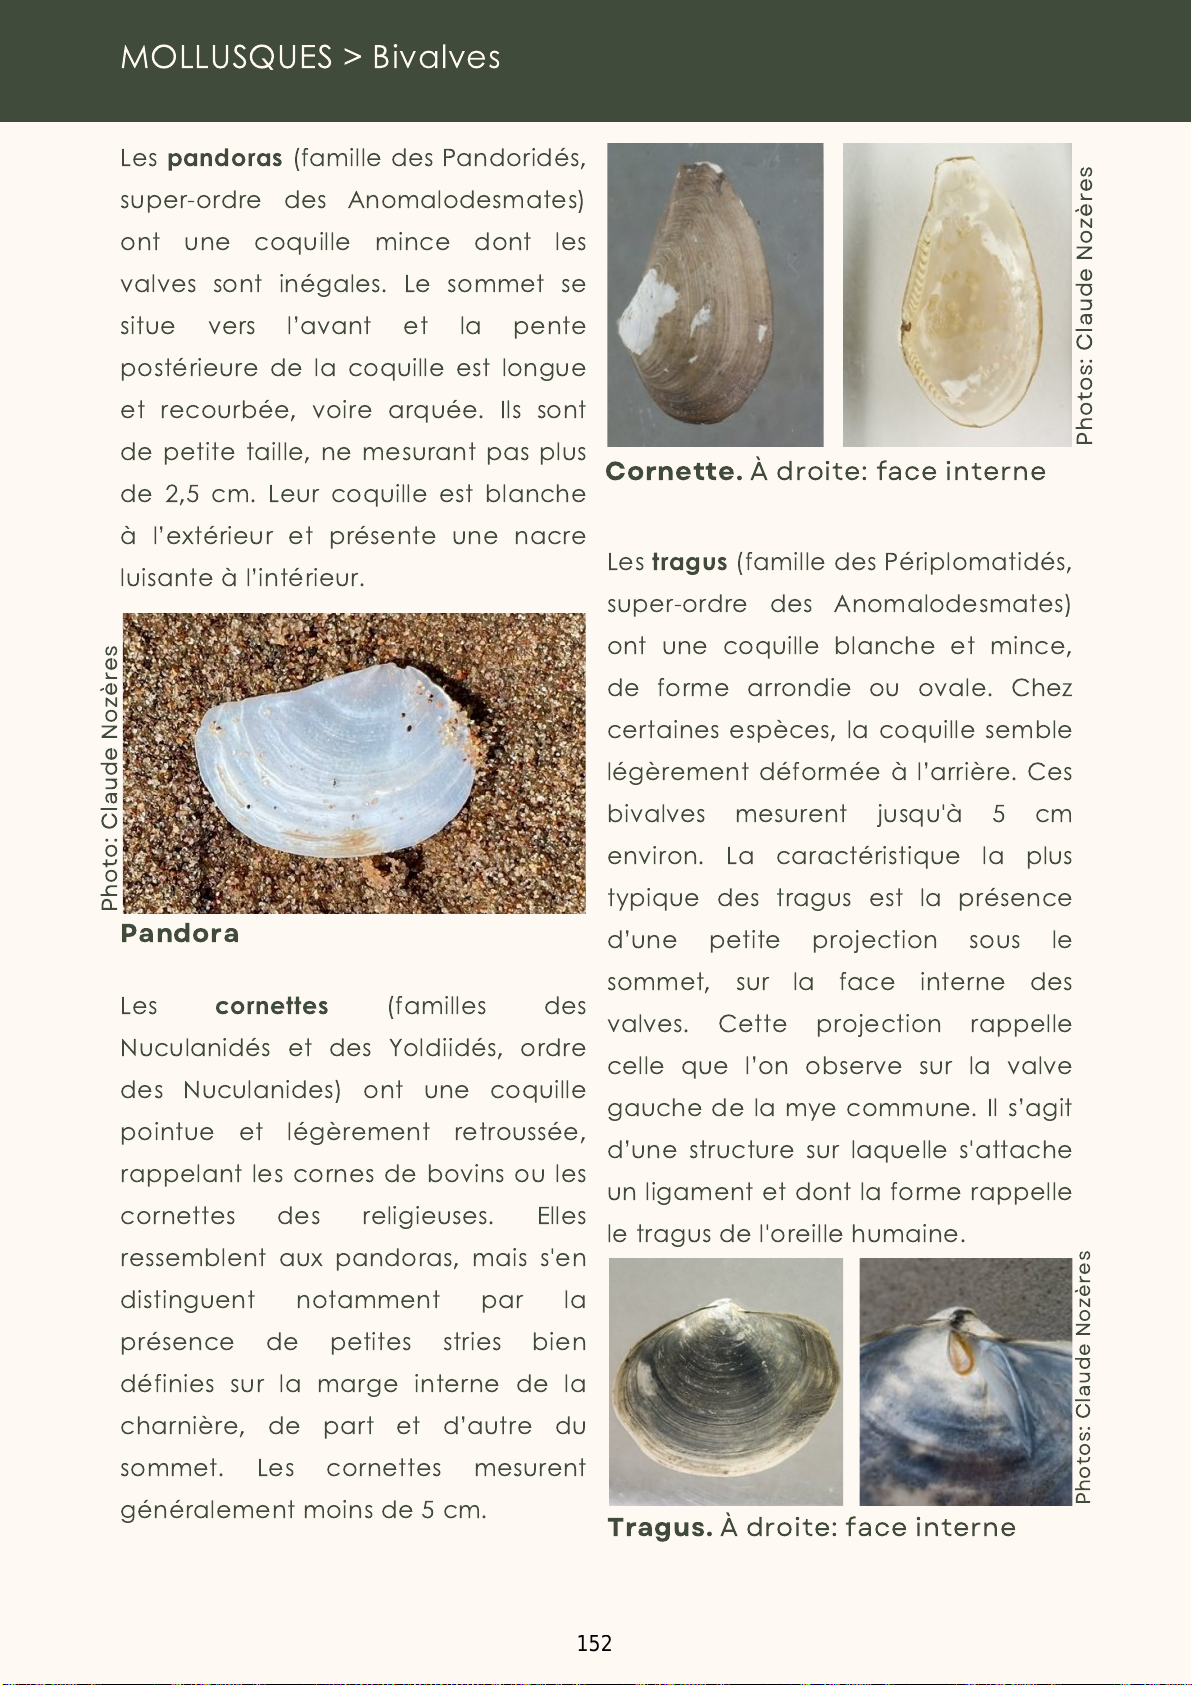 MOLLUSQUES > Bivalves
Les pandoras (famille des Pandoridés,
super-ordre des Anomalodesmates)
ont une coquille mince dont les
valves sont inégales. Le sommet se
situe vers l’avant et la pente
postérieure de la coquille est longue
et recourbée, voire arquée. Ils sont
de petite taille, ne mesurant pas plus
de 2,5 cm. Leur coquille est blanche
à l’extérieur et présente une nacre
luisante à l’intérieur.
Photo: Claude Nozères
Pandora
Les cornettes (familles des
Nuculanidés et des Yoldiidés, ordre
des Nuculanides) ont une coquille
pointue et légèrement retroussée,
rappelant les cornes de bovins ou les
cornettes des religieuses. Elles
ressemblent aux pandoras, mais s'en
distinguent notamment par la
présence de petites stries bien
définies sur la marge interne de la
charnière, de part et d’autre du
sommet. Les cornettes mesurent
généralement moins de 5 cm.
Photos: Claude Nozères
Cornette. À droite: face interne
Les tragus (famille des Périplomatidés,
super-ordre des Anomalodesmates)
ont une coquille blanche et mince,
de forme arrondie ou ovale. Chez
certaines espèces, la coquille semble
légèrement déformée à l’arrière. Ces
bivalves mesurent jusqu'à 5 cm
environ. La caractéristique la plus
typique des tragus est la présence
d’une petite projection sous le
sommet, sur la face interne des
valves. Cette projection rappelle
celle que l’on observe sur la valve
gauche de la mye commune. Il s’agit
d’une structure sur laquelle s'attache
un ligament et dont la forme rappelle
le tragus de l'oreille humaine.
Photos: Claude Nozères
Tragus. À droite: face interne
152